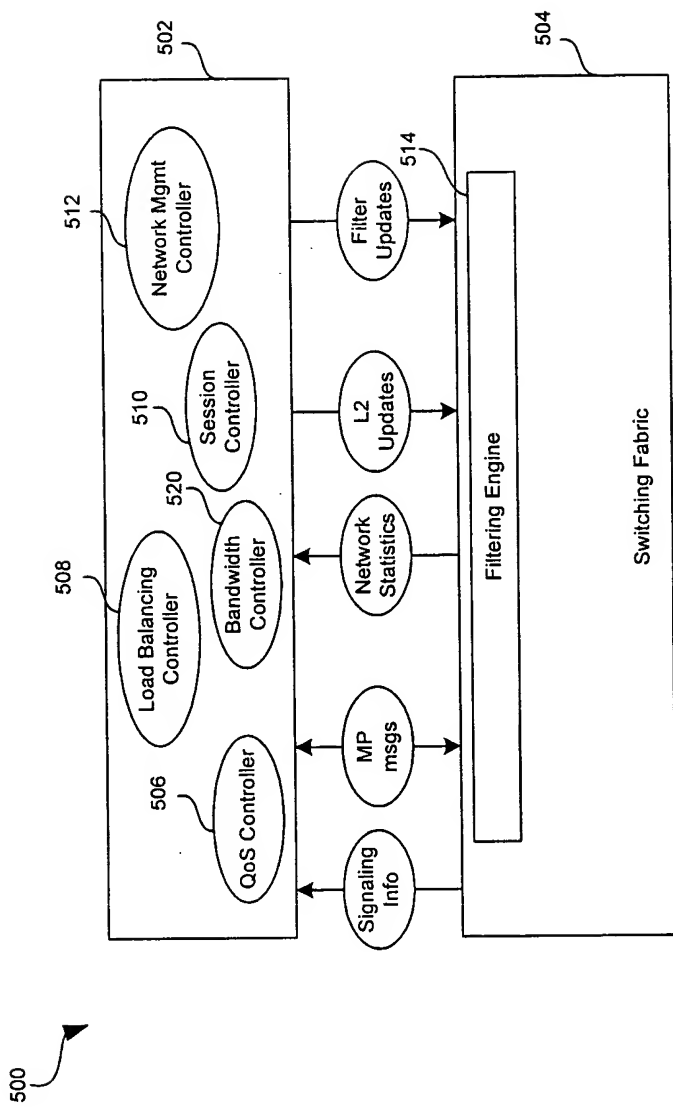 500
502
512
Network Mgmt
Controller
510
Session
Controller
520
Bandwidth
Controller
508
Load Balancing
Controller
506
QoS Controller
Filter
Updates
L2
Updates
Network
Statistics
MP
msgs
Signaling
Info
504
514
Filtering Engine
Switching Fabric